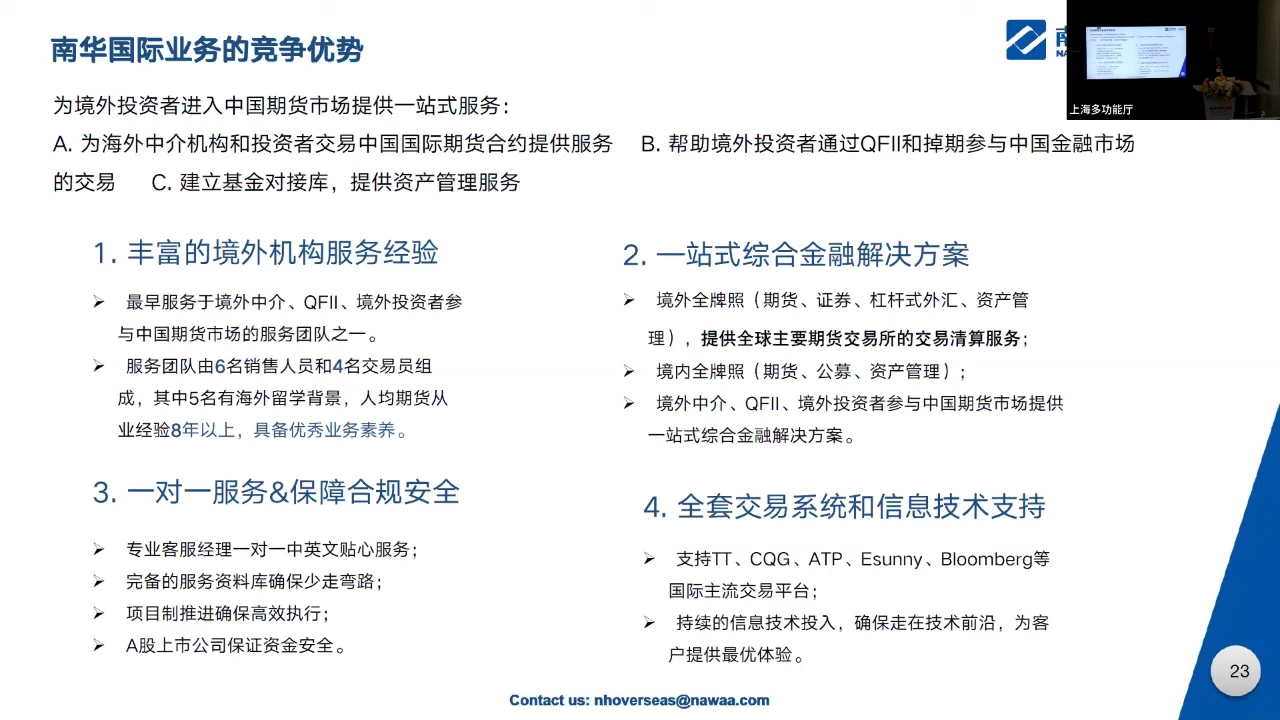 南华国际业务的竞争优势
上海多功能厅
为境外投资者进入中国期货市场提供一站式服务：
A. 为海外中介机构和投资者交易中国国际期货合约提供服务 B. 帮助境外投资者通过QFII和掉期参与中国金融市场
的交易 C. 建立基金对接库，提供资产管理服务
1. 丰富的境外机构服务经验
➢ 最早服务于境外中介、QFII、境外投资者参
与中国期货市场的服务团队之一。
➢ 服务团队由6名销售人员和4名交易员组
成，其中5名有海外留学背景，人均期货从
业经验8年以上，具备优秀业务素养。
2. 一站式综合金融解决方案
➢ 境外全牌照（期货、证券、杠杆式外汇、资产管
理），提供全球主要期货交易所的交易清算服务；
➢ 境内全牌照（期货、公募、资产管理）；
➢ 境外中介、QFII、境外投资者参与中国期货市场提供
一站式综合金融解决方案。
3. 一对一服务&保障合规安全
➢ 专业客服经理一对一中英文贴心服务；
➢ 完备的服务资料库确保少走弯路；
➢ 项目制推进确保高效执行；
➢ A股上市公司保证资金安全。
4. 全套交易系统和信息技术支持
➢ 支持TT、CQG、ATP、Esunny、Bloomberg等
国际主流交易平台；
➢ 持续的信息技术投入，确保走在技术前沿，为客
户提供最优体验。
Contact us: nhoverseas@nawaa.com
23